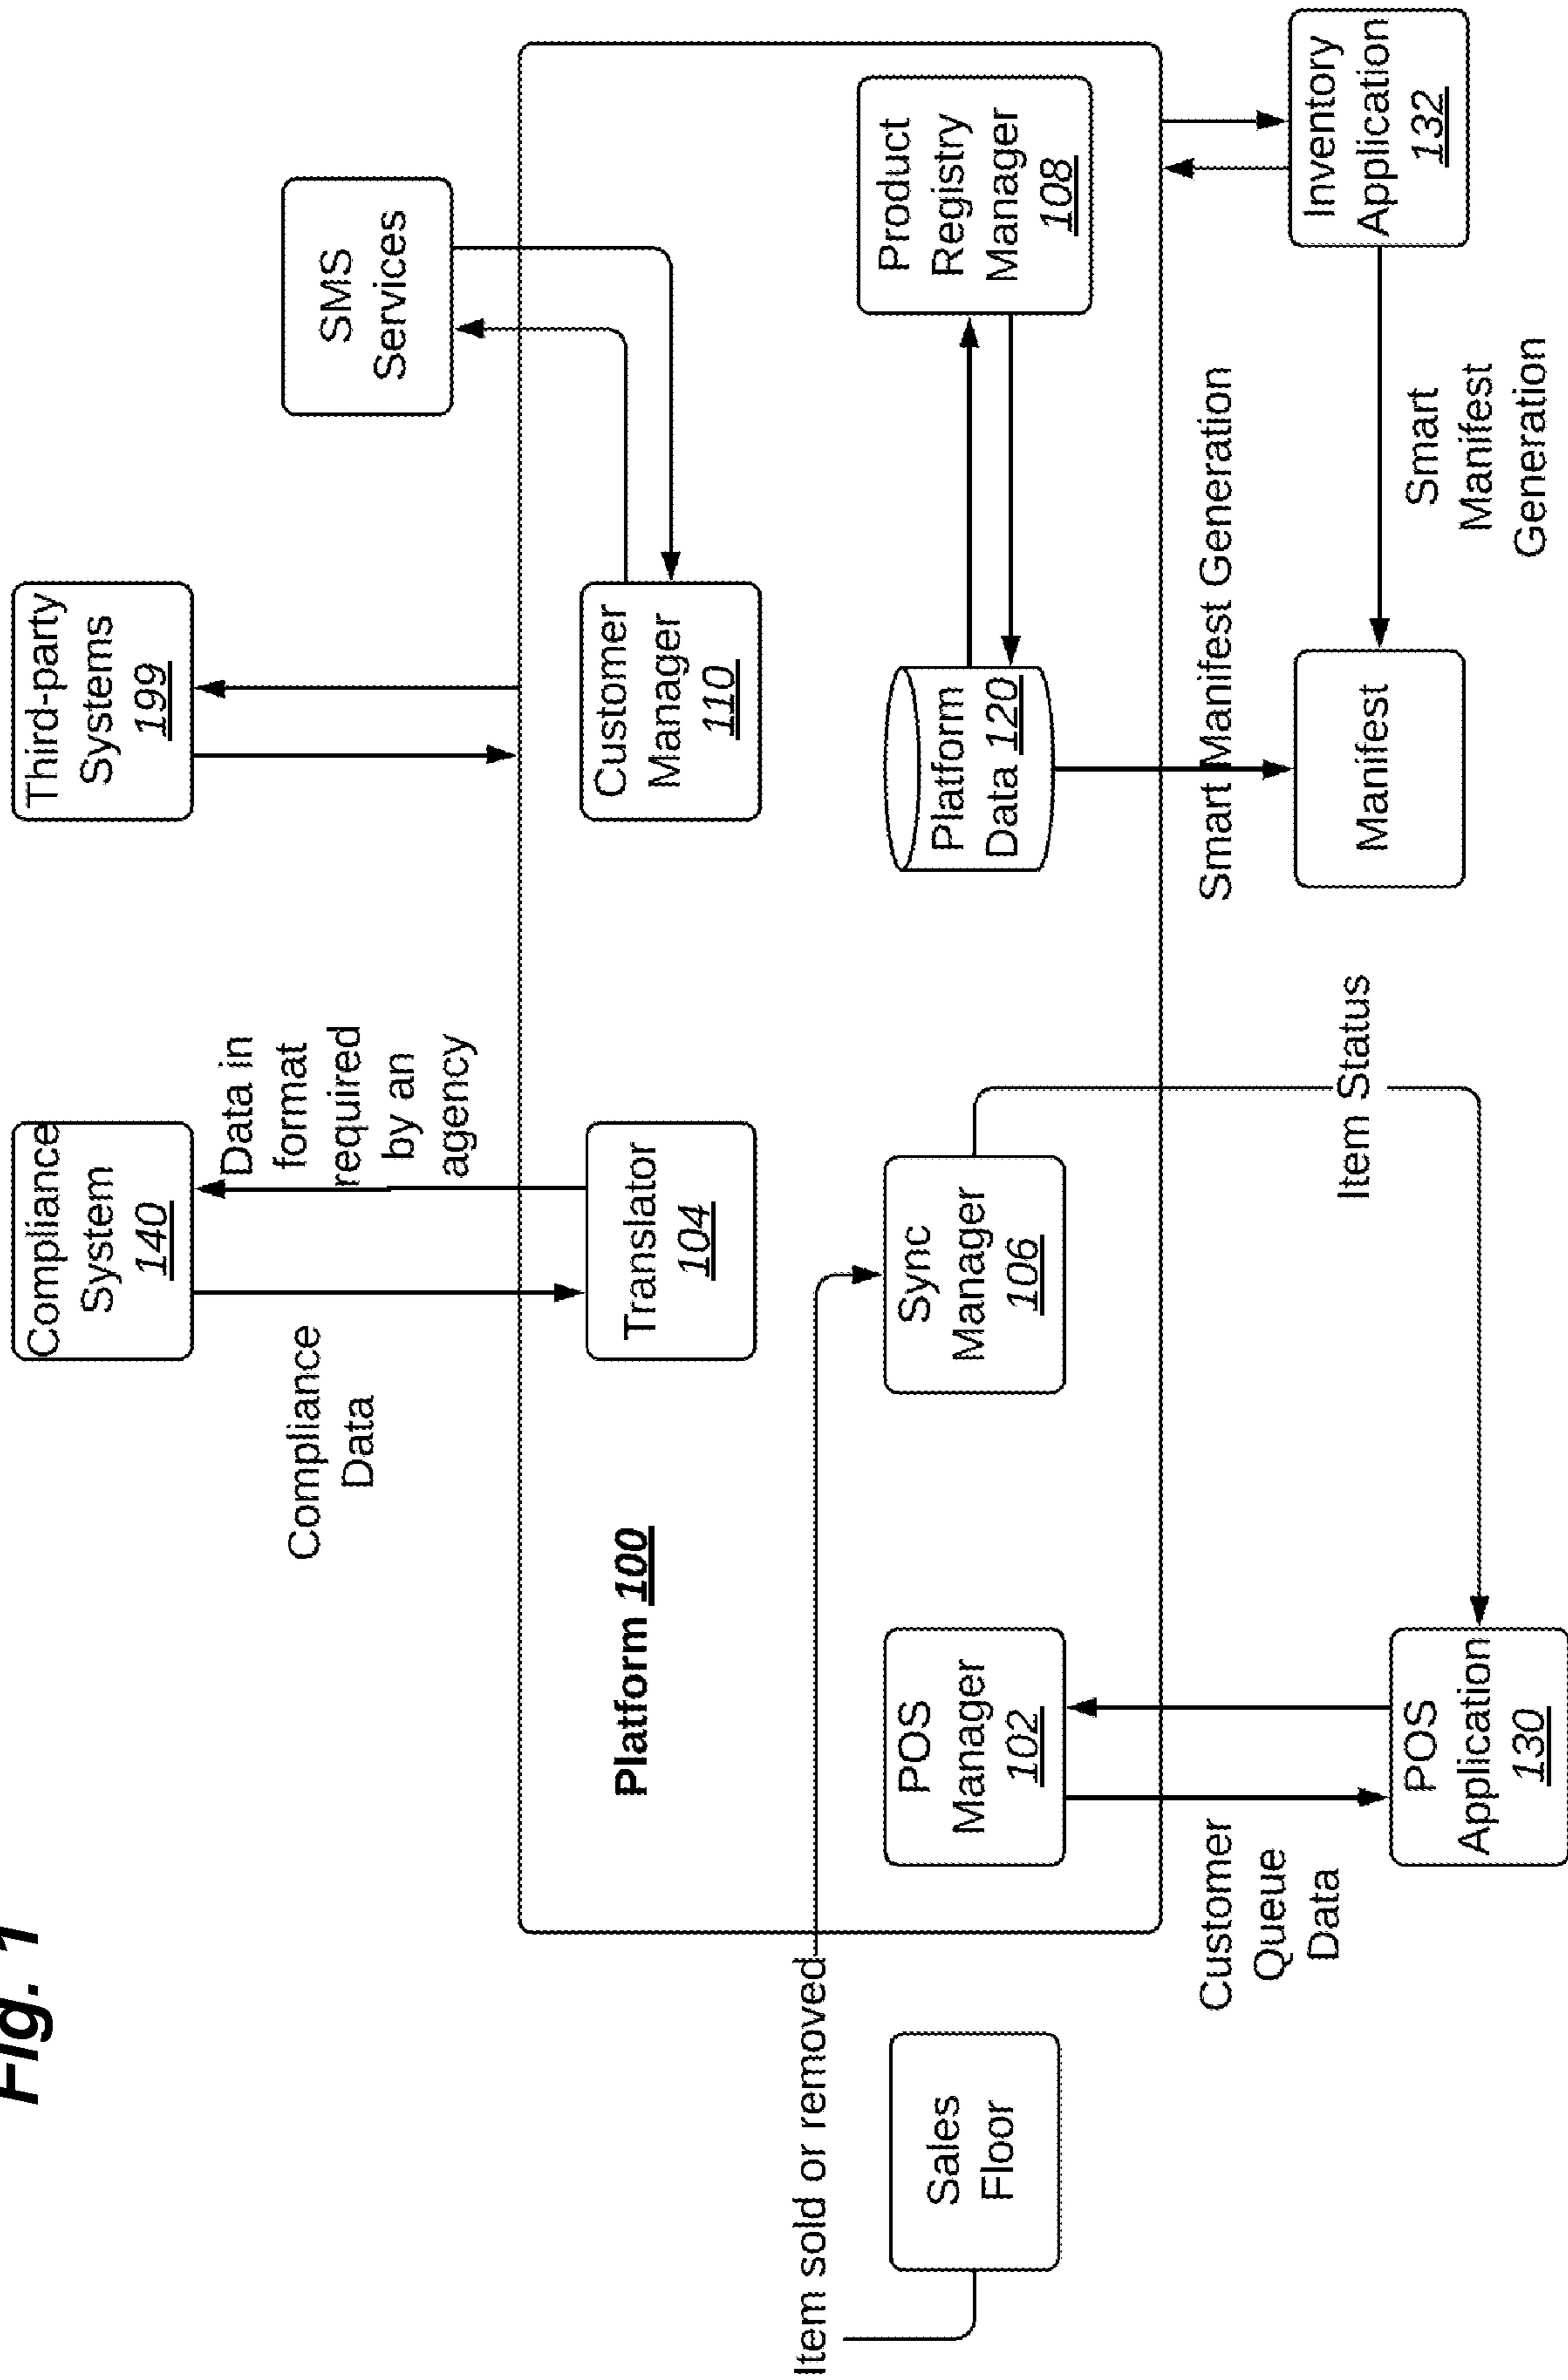 Fig. 1
Compliance
System
140
Third-party
Systems
199
Compliance
Data
Data in
format
required
by an
agency
SMS
Services
Platform 100
Translator
104
Customer
Manager
110
Item sold or removed
Sales
Floor
POS
Manager
102
Sync
Manager
106
Platform
Data 120
Product
Registry
Manager
108
Customer
Queue
Data
Item Status
Smart Manifest Generation
POS
Application
130
Manifest
Smart
Manifest
Generation
Inventory
Application
132